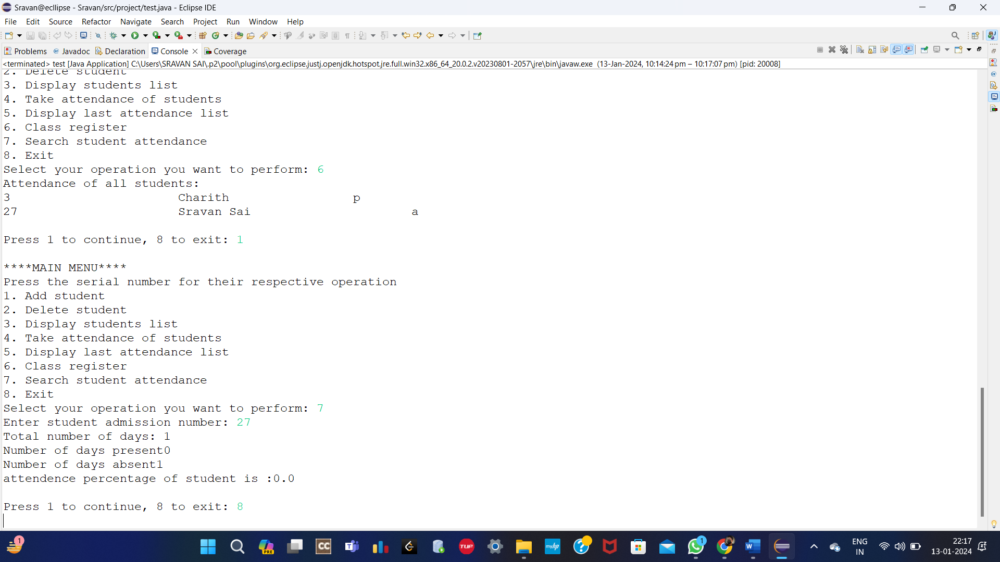 Sravan@ecllipse - Sravan/src/project/test.java - Eclipse IDE
File Edit Source Refactor Navigate Search Project Run Window Help
Problems @ Javadoc Declaration Console Coverage
<terminated> test [Java Application] C:\Users\SRAVAN SAI\.p2\pool\plugins\org.eclipse.justj.openjdk.hotspot.jre.full.win32.x86_64_20.0.2.v20230801-2057\jre\bin\javaw.exe (13-Jan-2024, 10:14:24 pm – 10:17:07 pm) [pid: 20008]
2. Delete student
3. Display students list
4. Take attendance of students
5. Display last attendance list
6. Class register
7. Search student attendance
8. Exit
Select your operation you want to perform: 6
Attendance of all students:
3 Charith p
27 Sravan Sai a
Press 1 to continue, 8 to exit: 1
****MAIN MENU****
Press the serial number for their respective operation
1. Add student
2. Delete student
3. Display students list
4. Take attendance of students
5. Display last attendance list
6. Class register
7. Search student attendance
8. Exit
Select your operation you want to perform: 7
Enter student admission number: 27
Total number of days: 1
Number of days present0
Number of days absent1
attendence percentage of student is :0.0
Press 1 to continue, 8 to exit: 8
1 PRE CC T TUF myhp ? 1 W ENG IN 22:17 13-01-2024